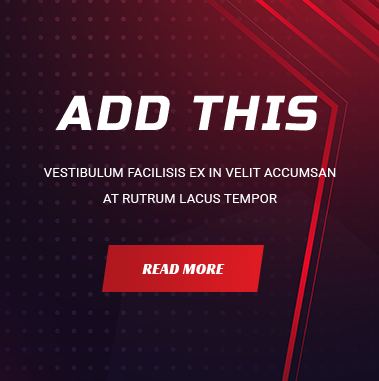 ADD THIS
VESTIBULUM FACILISIS EX IN VELIT ACCUMSAN
AT RUTRUM LACUS TEMPOR
READ MORE